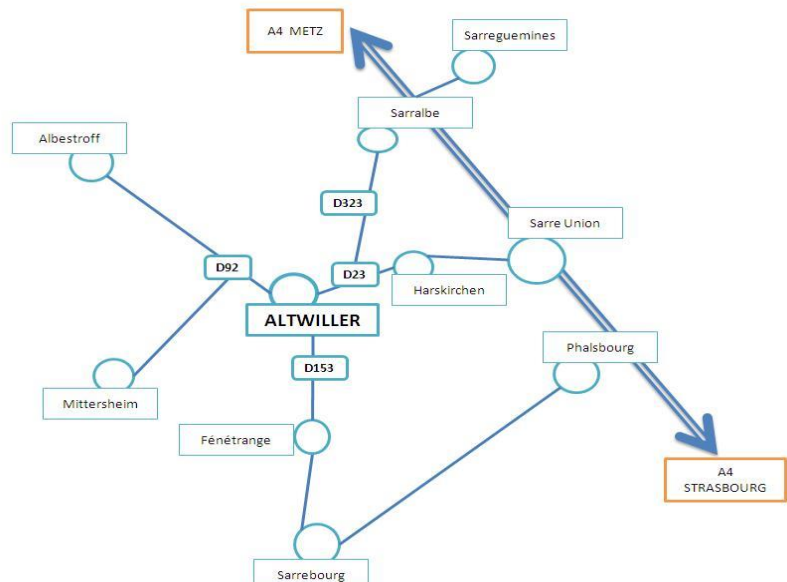 A4 METZ
Sarreguemines
Sarralbe
Albestroff
D323
Sarre Union
D92
D23
Harskirchen
ALTWILLER
Phalsbourg
D153
Mittersheim
Fénétrange
A4
STRASBOURG
Sarrebourg